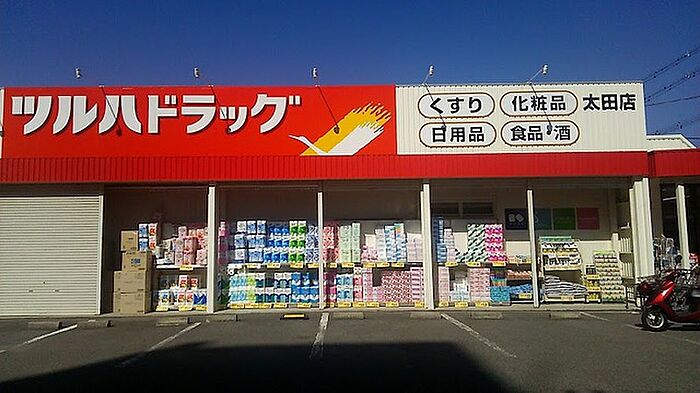 ツルハドラッグ
くすり 化粧品 太田店
日用品 食品・酒